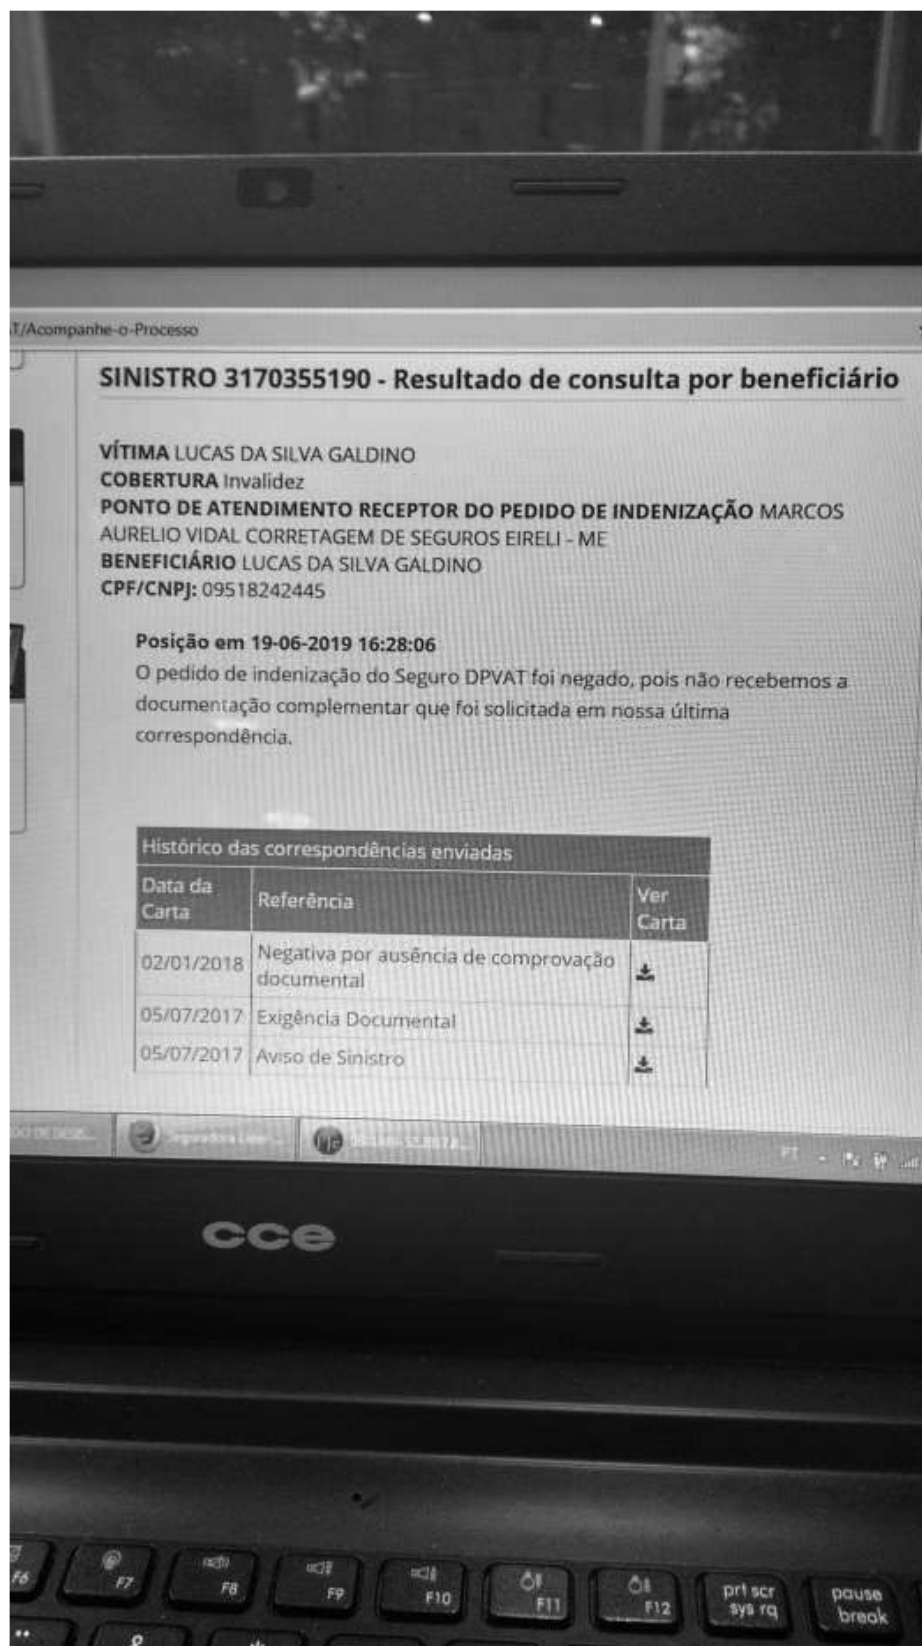 T/Acompanhe-o-Processo
SINISTRO 3170355190 - Resultado de consulta por beneficiário
VÍTIMA LUCAS DA SILVA GALDINO
COBERTURA Invalidez
PONTO DE ATENDIMENTO RECEPTOR DO PEDIDO DE INDENIZAÇÃO MARCOS
AURELIO VIDAL CORRETAGEM DE SEGUROS EIRELI - ME
BENEFICIÁRIO LUCAS DA SILVA GALDINO
CPF/CNPJ: 09518242445
Posição em 19-06-2019 16:28:06
O pedido de indenização do Seguro DPVAT foi negado, pois não recebemos a
documentação complementar que foi solicitada em nossa última
correspondência.
Histórico das correspondências enviadas
Data da Carta Referência Ver Carta
02/01/2018 Negativa por ausência de comprovação documental
05/07/2017 Exigência Documental
05/07/2017 Aviso de Sinistro
PT
cce
F6 F7 F8 F9 F10 F11 F12 prt scr sys rq pause break